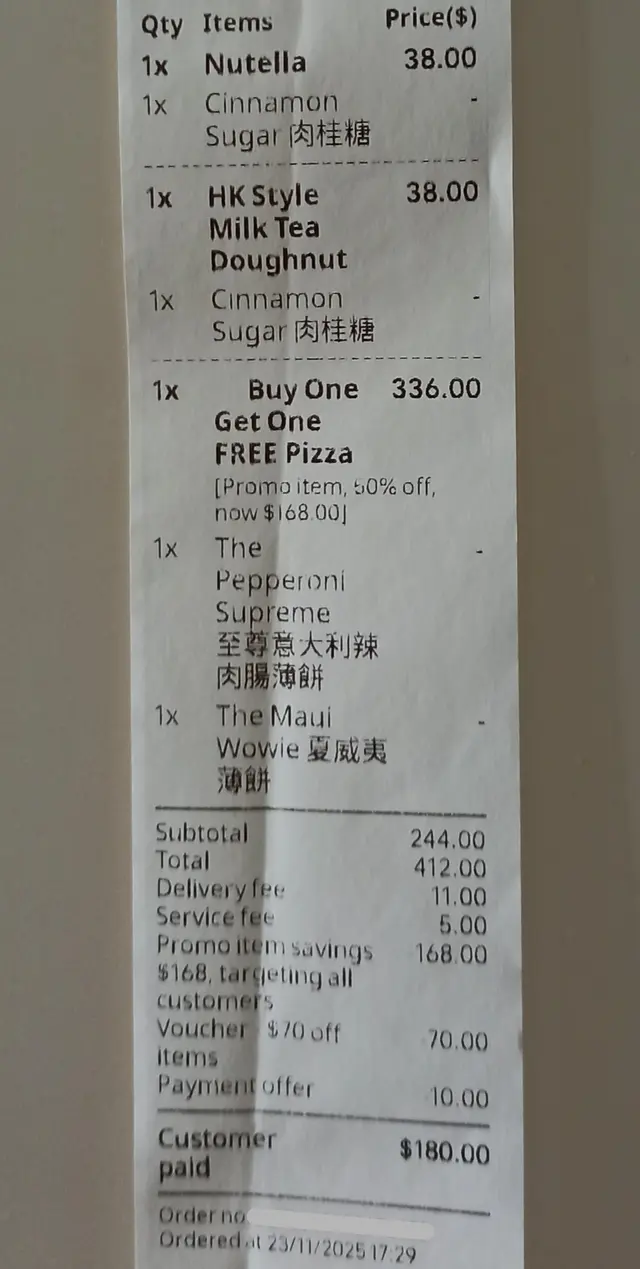 Qty Items Price($)
1x Nutella 38.00
1x Cinnamon -
Sugar 肉桂糖
1x HK Style 38.00
Milk Tea
Doughnut
1x Cinnamon -
Sugar 肉桂糖
1x Buy One 336.00
Get One
FREE Pizza
[Promo item, 50% off,
now $168.00]
1x The -
Pepperoni
Supreme
至尊意大利辣
肉腸薄餅
1x The Maui -
Wowie 夏威夷
薄餅
Subtotal 244.00
Total 412.00
Delivery fee 11.00
Service fee 5.00
Promo item savings 168.00
$168, targeting all
customers
Voucher $70 off 70.00
items
Payment offer 10.00
Customer $180.00
paid
Order no
Ordered at 23/11/2025 17:29